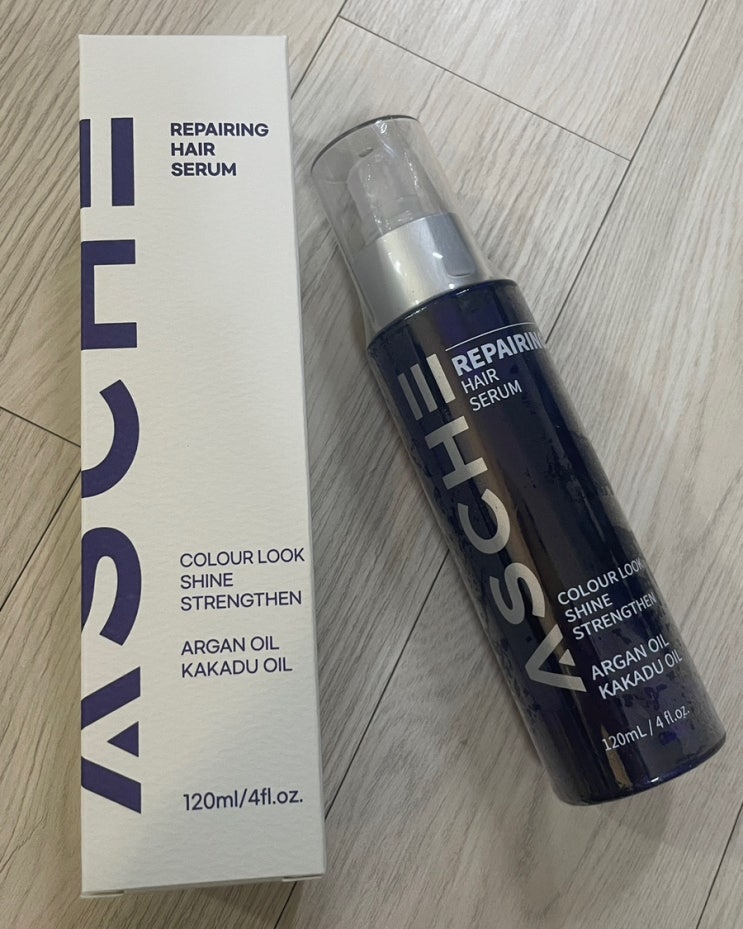 ASCHE
REPAIRING
HAIR
SERUM
COLOUR LOOK
SHINE
STRENGTHEN
ARGAN OIL
KAKADU OIL
120ml/4fl.oz.
ASCHE
REPAIRING
HAIR
SERUM
COLOUR LOOK
SHINE
STRENGTHEN
ARGAN OIL
KAKADU OIL
120mL / 4 fl.oz.